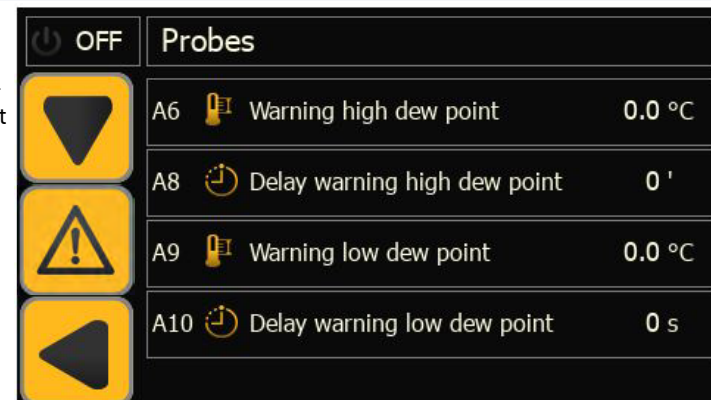 OFF
Probes
t
A6 Warning high dew point 0.0 °C
A8 Delay warning high dew point 0 '
A9 Warning low dew point 0.0 °C
A10 Delay warning low dew point 0 s